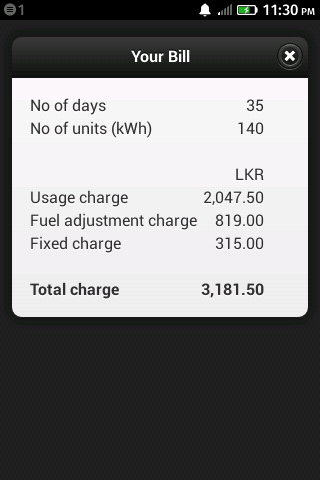 1 11:30 PM
Your Bill
No of days 35
No of units (kWh) 140
LKR
Usage charge 2,047.50
Fuel adjustment charge 819.00
Fixed charge 315.00
Total charge 3,181.50